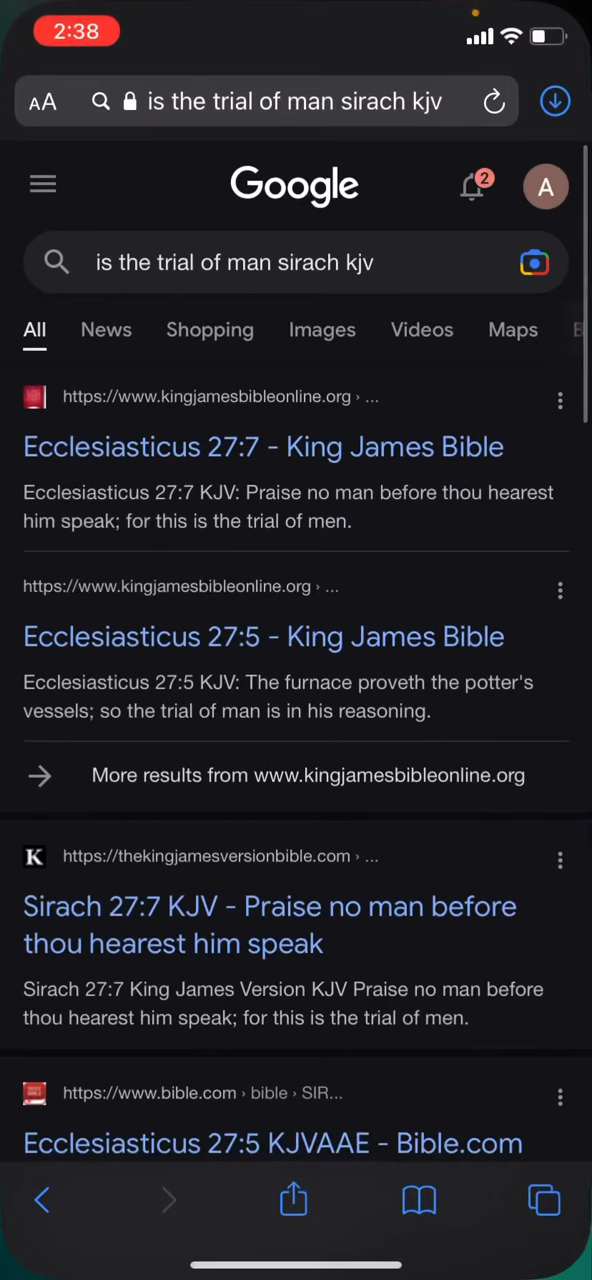 2:38
AA is the trial of man sirach kjv
Google
2
A
is the trial of man sirach kjv
All News Shopping Images Videos Maps B
https://www.kingjamesbibleonline.org › ...
Ecclesiasticus 27:7 - King James Bible
Ecclesiasticus 27:7 KJV: Praise no man before thou hearest
him speak; for this is the trial of men.
https://www.kingjamesbibleonline.org › ...
Ecclesiasticus 27:5 - King James Bible
Ecclesiasticus 27:5 KJV: The furnace proveth the potter's
vessels; so the trial of man is in his reasoning.
More results from www.kingjamesbibleonline.org
K https://thekingjamesversionbible.com › ...
Sirach 27:7 KJV - Praise no man before
thou hearest him speak
Sirach 27:7 King James Version KJV Praise no man before
thou hearest him speak; for this is the trial of men.
https://www.bible.com › bible › SIR...
Ecclesiasticus 27:5 KJVAAE - Bible.com